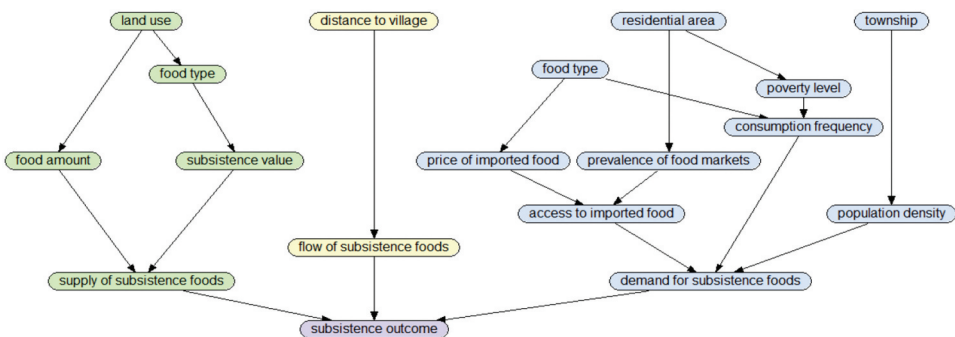 land use
distance to village
residential area
township
food type
food type
poverty level
consumption frequency
food amount
subsistence value
price of imported food
prevalence of food markets
access to imported food
population density
flow of subsistence foods
supply of subsistence foods
demand for subsistence foods
subsistence outcome